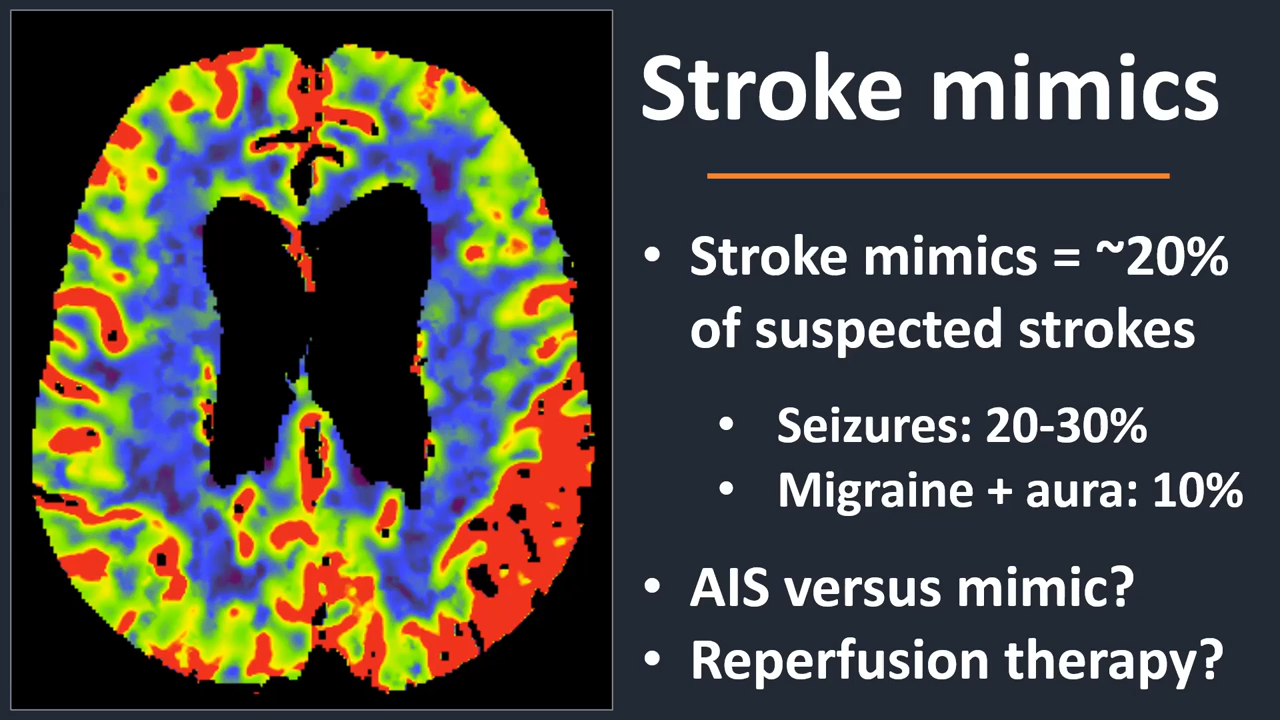 Stroke mimics
• Stroke mimics = ~20%
of suspected strokes
• Seizures: 20-30%
• Migraine + aura: 10%
• AIS versus mimic?
• Reperfusion therapy?